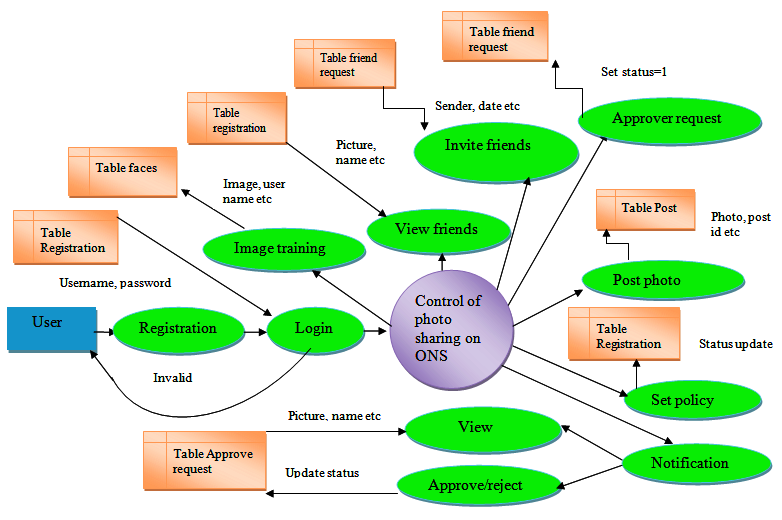 Table friend
request
Set status=1
Table friend
request
Sender, date etc
Approver request
Table
registration
Picture,
name etc
Invite friends
Table faces
Image, user
name etc
Table
Registration
Image training
View friends
Table Post
Photo, post
id etc
Username, password
Post photo
User
Registration
Login
Control of
photo
sharing on
ONS
Table
Registration
Status update
Invalid
Set policy
Picture, name etc
View
Table Approve
request
Update status
Approve/reject
Notification